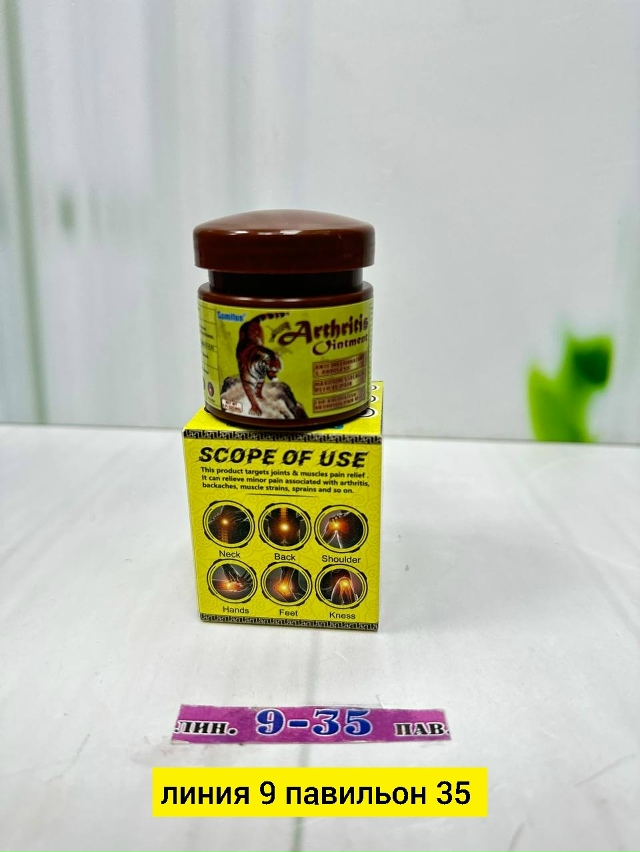 Sumifun
Arthritis
Ointment
SCOPE OF USE
This product targets joints & muscles pain relief.
It can relieve minor pain associated with arthritis,
backaches, muscle strains, sprains and so on.
Neck Back Shoulder
Hands Feet Kness
ЛИН. 9-35 ПАВ.
линия 9 павильон 35